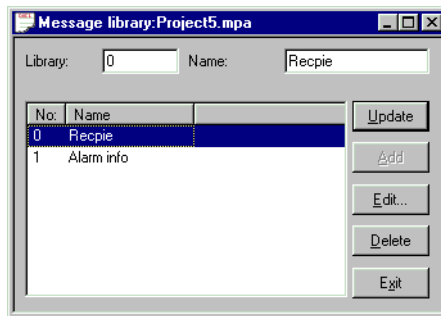 Message library:Project5.mpa
Library: 0 Name: Recpie
No: Name
0 Recpie
1 Alarm info
Update
Add
Edit...
Delete
Exit